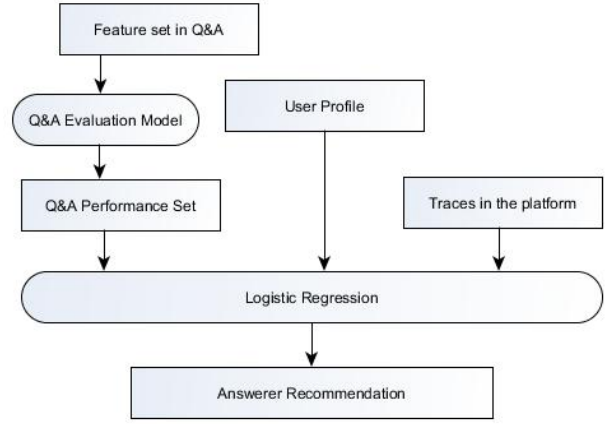 Feature set in Q&A
Q&A Evaluation Model
User Profile
Q&A Performance Set
Traces in the platform
Logistic Regression
Answerer Recommendation